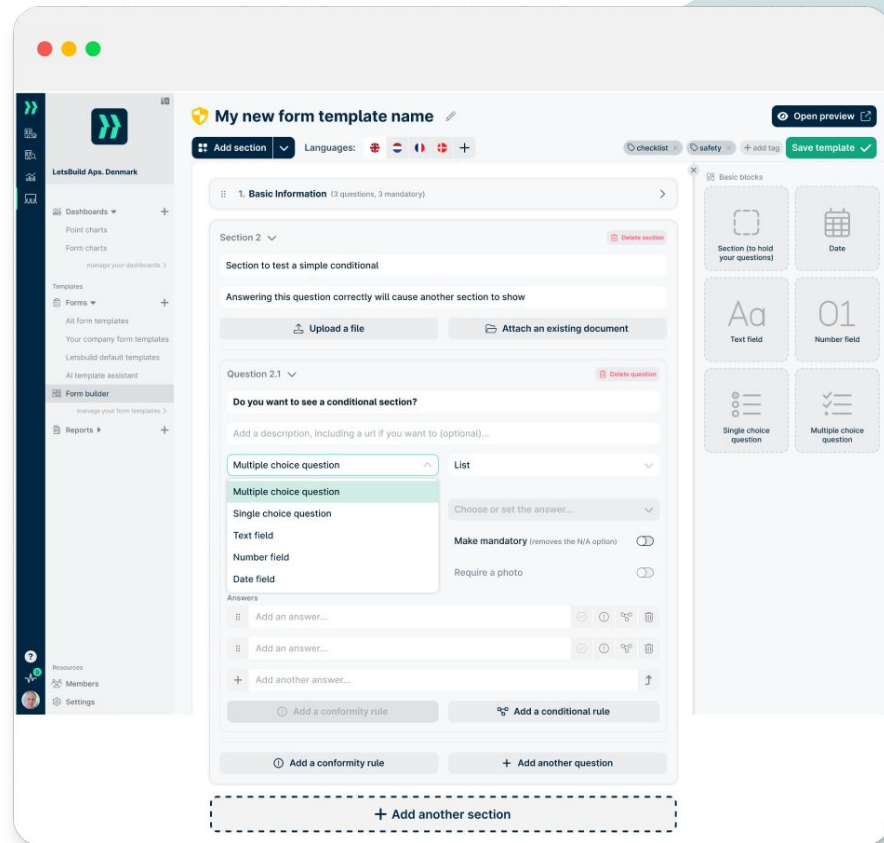 My new form template name
Open preview
Add section
Languages:
checklist
safety
+ add tag
Save template
LetsBuild Aps. Denmark
Dashboards
Point charts
Form charts
manage your dashboards >
Templates
Forms
All form templates
Your company form templates
Letsbuild default templates
AI template assistant
Form builder
manage your form templates >
Reports
Resources
Members
Settings
1. Basic Information (3 questions, 3 mandatory)
Section 2
Delete section
Section to test a simple conditional
Answering this question correctly will cause another section to show
Upload a file
Attach an existing document
Question 2.1
Delete question
Do you want to see a conditional section?
Add a description, including a url if you want to (optional)...
Multiple choice question
List
Multiple choice question
Single choice question
Text field
Number field
Date field
Choose or set the answer...
Make mandatory (removes the N/A option)
Require a photo
Answers
Add an answer...
Add an answer...
+ Add another answer...
Add a conformity rule
Add a conditional rule
Add a conformity rule
+ Add another question
+ Add another section
Basic blocks
Section (to hold
your questions)
Date
Aa
Text field
01
Number field
Single choice
question
Multiple choice
question